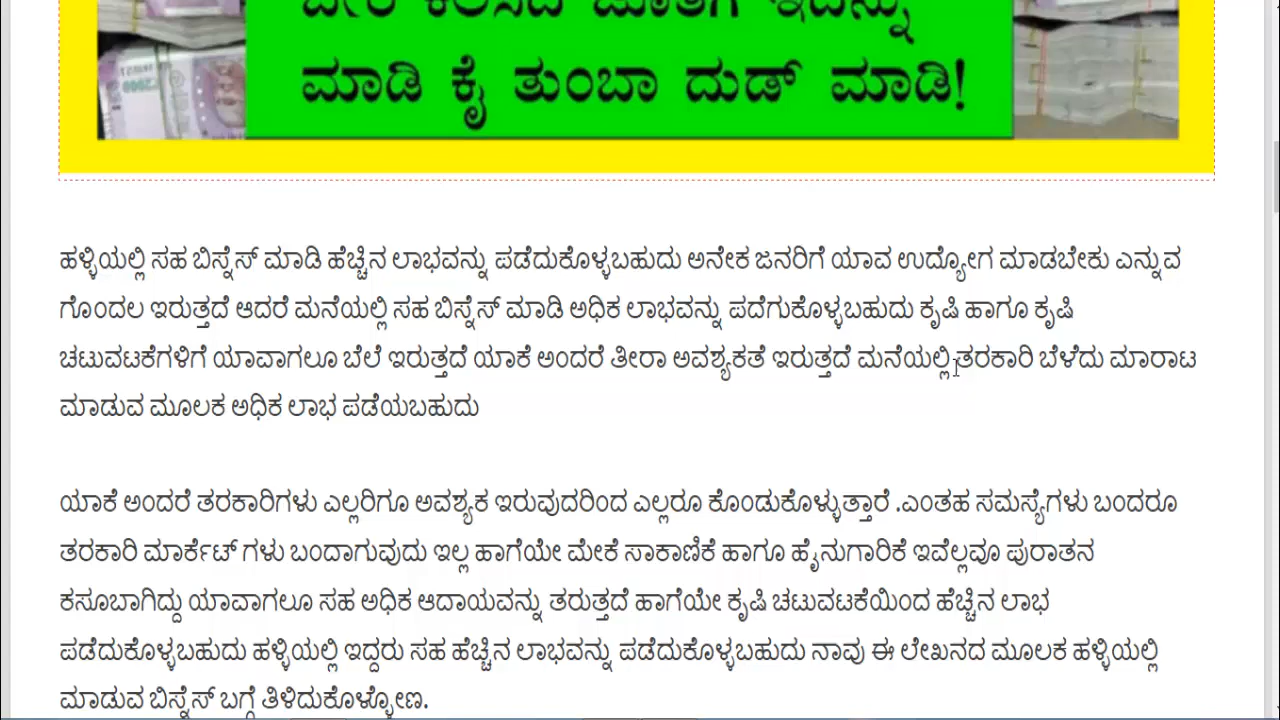 ಮಾಡಿ ಕೈ ತುಂಬಾ ದುಡ್ ಮಾಡಿ!
ಹಳ್ಳಿಯಲ್ಲಿ ಸಹ ಬಿಸ್ನೆಸ್ ಮಾಡಿ ಹೆಚ್ಚಿನ ಲಾಭವನ್ನು ಪಡೆದುಕೊಳ್ಳಬಹುದು ಅನೇಕ ಜನರಿಗೆ ಯಾವ ಉದ್ಯೋಗ ಮಾಡಬೇಕು ಎನ್ನುವ
ಗೊಂದಲ ಇರುತ್ತದೆ ಆದರೆ ಮನೆಯಲ್ಲಿ ಸಹ ಬಿಸ್ನೆಸ್ ಮಾಡಿ ಅಧಿಕ ಲಾಭವನ್ನು ಪದೆಗುಕೊಳ್ಳಬಹುದು ಕೃಷಿ ಹಾಗೂ ಕೃಷಿ
ಚಟುವಟಕೆಗಳಿಗೆ ಯಾವಾಗಲೂ ಬೆಲೆ ಇರುತ್ತದೆ ಯಾಕೆ ಅಂದರೆ ತೀರಾ ಅವಶ್ಯಕತೆ ಇರುತ್ತದೆ ಮನೆಯಲ್ಲಿ ತರಕಾರಿ ಬೆಳೆದು ಮಾರಾಟ
ಮಾಡುವ ಮೂಲಕ ಅಧಿಕ ಲಾಭ ಪಡೆಯಬಹುದು
ಯಾಕೆ ಅಂದರೆ ತರಕಾರಿಗಳು ಎಲ್ಲರಿಗೂ ಅವಶ್ಯಕ ಇರುವುದರಿಂದ ಎಲ್ಲರೂ ಕೊಂಡುಕೊಳ್ಳುತ್ತಾರೆ .ಎಂತಹ ಸಮಸ್ಯೆಗಳು ಬಂದರೂ
ತರಕಾರಿ ಮಾರ್ಕೆಟ್ ಗಳು ಬಂದಾಗುವುದು ಇಲ್ಲ ಹಾಗೆಯೇ ಮೇಕೆ ಸಾಕಾಣಿಕೆ ಹಾಗೂ ಹೈನುಗಾರಿಕೆ ಇವೆಲ್ಲವೂ ಪುರಾತನ
ಕಸೂಬಾಗಿದ್ದು ಯಾವಾಗಲೂ ಸಹ ಅಧಿಕ ಆದಾಯವನ್ನು ತರುತ್ತದೆ ಹಾಗೆಯೇ ಕೃಷಿ ಚಟುವಟಕೆಯಿಂದ ಹೆಚ್ಚಿನ ಲಾಭ
ಪಡೆದುಕೊಳ್ಳಬಹುದು ಹಳ್ಳಿಯಲ್ಲಿ ಇದ್ದರು ಸಹ ಹೆಚ್ಚಿನ ಲಾಭವನ್ನು ಪಡೆದುಕೊಳ್ಳಬಹುದು ನಾವು ಈ ಲೇಖನದ ಮೂಲಕ ಹಳ್ಳಿಯಲ್ಲಿ
ಮಾಡುವ ಬಿಸ್ನೆಸ್ ಬಗ್ಗೆ ತಿಳಿದುಕೊಳ್ಳೋಣ.